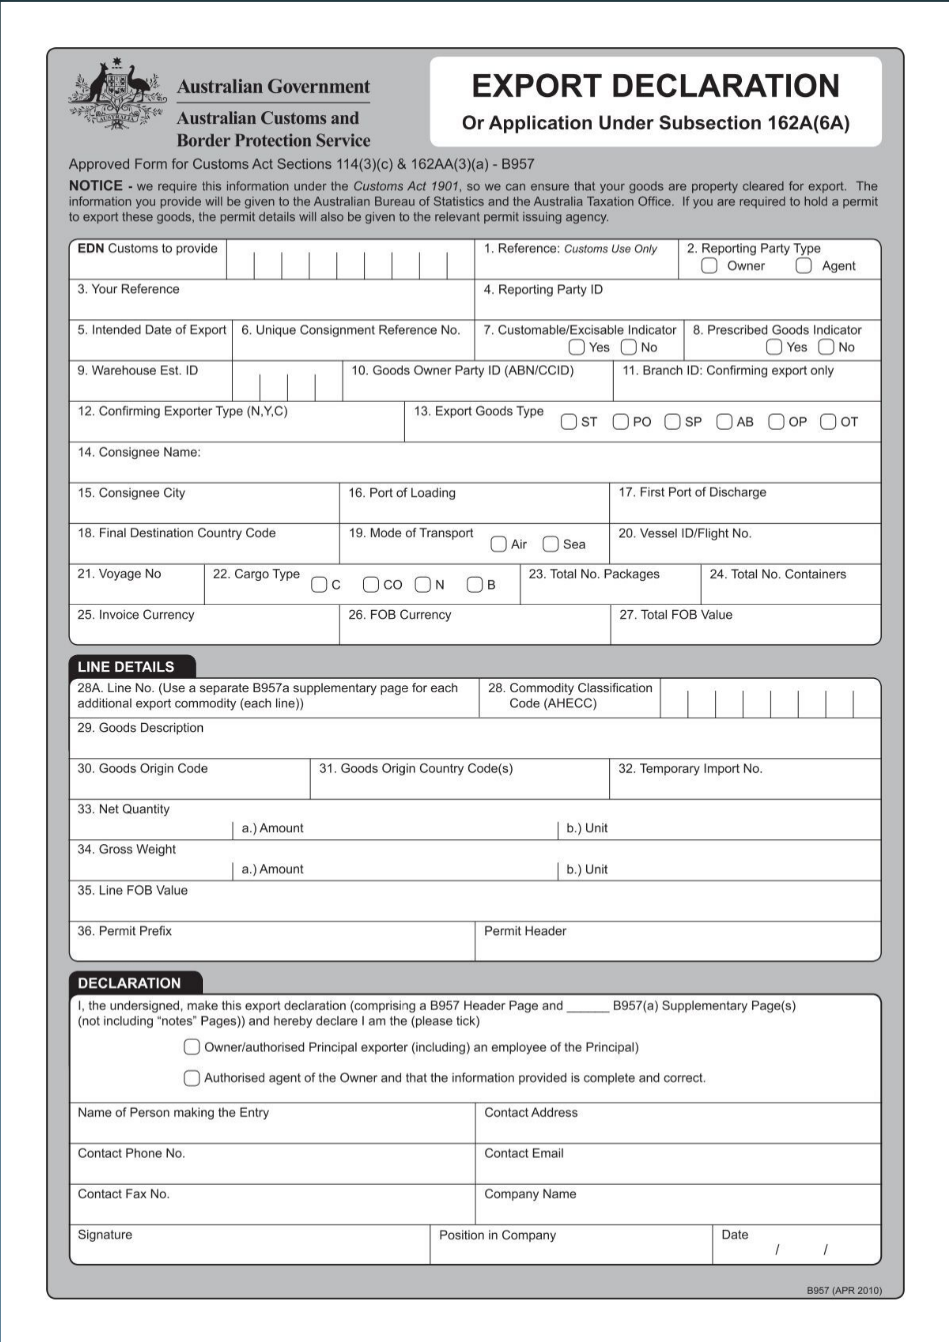 Australian Government
Australian Customs and
Border Protection Service
EXPORT DECLARATION
Or Application Under Subsection 162A(6A)
Approved Form for Customs Act Sections 114(3)(c) & 162AA(3)(a) - B957
NOTICE - we require this information under the Customs Act 1901, so we can ensure that your goods are property cleared for export. The
information you provide will be given to the Australian Bureau of Statistics and the Australia Taxation Office. If you are required to hold a permit
to export these goods, the permit details will also be given to the relevant permit issuing agency.
EDN Customs to provide
1. Reference: Customs Use Only
2. Reporting Party Type
Owner Agent
3. Your Reference
4. Reporting Party ID
5. Intended Date of Export
6. Unique Consignment Reference No.
7. Customable/Excisable Indicator
Yes No
8. Prescribed Goods Indicator
Yes No
9. Warehouse Est. ID
10. Goods Owner Party ID (ABN/CCID)
11. Branch ID: Confirming export only
12. Confirming Exporter Type (N,Y,C)
13. Export Goods Type
ST PO SP AB OP OT
14. Consignee Name:
15. Consignee City
16. Port of Loading
17. First Port of Discharge
18. Final Destination Country Code
19. Mode of Transport
Air Sea
20. Vessel ID/Flight No.
21. Voyage No
22. Cargo Type
C CO N B
23. Total No. Packages
24. Total No. Containers
25. Invoice Currency
26. FOB Currency
27. Total FOB Value
LINE DETAILS
28A. Line No. (Use a separate B957a supplementary page for each
additional export commodity (each line))
28. Commodity Classification
Code (AHECC)
29. Goods Description
30. Goods Origin Code
31. Goods Origin Country Code(s)
32. Temporary Import No.
33. Net Quantity
a.) Amount
b.) Unit
34. Gross Weight
a.) Amount
b.) Unit
35. Line FOB Value
36. Permit Prefix
Permit Header
DECLARATION
I, the undersigned, make this export declaration (comprising a B957 Header Page and ______ B957(a) Supplementary Page(s)
(not including “notes” Pages)) and hereby declare I am the (please tick)
Owner/authorised Principal exporter (including) an employee of the Principal)
Authorised agent of the Owner and that the information provided is complete and correct.
Name of Person making the Entry
Contact Address
Contact Phone No.
Contact Email
Contact Fax No.
Company Name
Signature
Position in Company
Date
/ /
B957 (APR 2010)